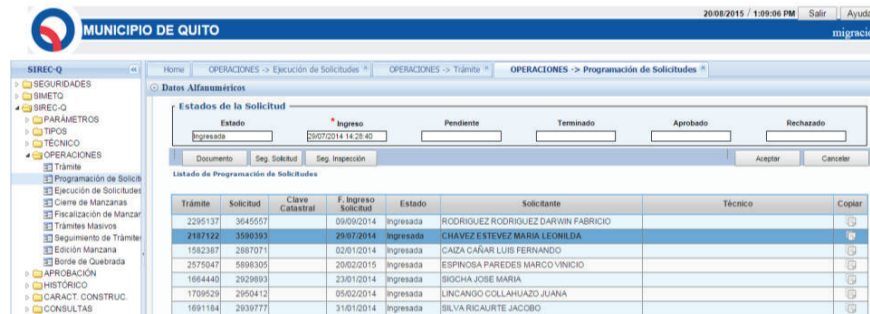 20/08/2015 / 1:09:06 PM Salir Ayuda
MUNICIPIO DE QUITO
migracio
SIREC-Q
Home OPERACIONES -> Ejecución de Solicitudes OPERACIONES -> Trámite OPERACIONES -> Programación de Solicitudes
SEGURIDADES
SIMETQ
SIREC-Q
PARÁMETROS
TIPOS
TÉCNICO
OPERACIONES
Trámite
Programación de Solicit
Ejecución de Solicitudes
Cierre de Manzanas
Fiscalización de Manzar
Trámites Masivos
Seguimiento de Trámites
Edición Manzana
Borde de Quebrada
APROBACIÓN
HISTÓRICO
CARACT. CONSTRUC.
CONSULTAS
Datos Alfanuméricos
Estados de la Solicitud
Estado * Ingreso Pendiente Terminado Aprobado Rechazado
Ingresada 29/07/2014 14:28:40
Documento Seg. Solicitud Seg. Inspección Aceptar Cancelar
Listado de Programación de Solicitudes
Trámite Solicitud Clave Catastral F. Ingreso Solicitud Estado Solicitante Técnico Copiar
2295137 3645557 09/09/2014 Ingresada RODRIGUEZ RODRIGUEZ DARWIN FABRICIO
2187122 3590393 29/07/2014 Ingresada CHAVEZ ESTEVEZ MARIA LEONILDA
1582387 2887071 02/01/2014 Ingresada CAIZA CAÑAR LUIS FERNANDO
2575047 5898305 20/02/2015 Ingresada ESPINOSA PAREDES MARCO VINICIO
1664440 2929893 23/01/2014 Ingresada SIGCHA JOSE MARIA
1709529 2950412 05/02/2014 Ingresada LINCANGO COLLAHUAZO JUANA
1691184 2939777 31/01/2014 Ingresada SILVA RICAURTE JACOBO